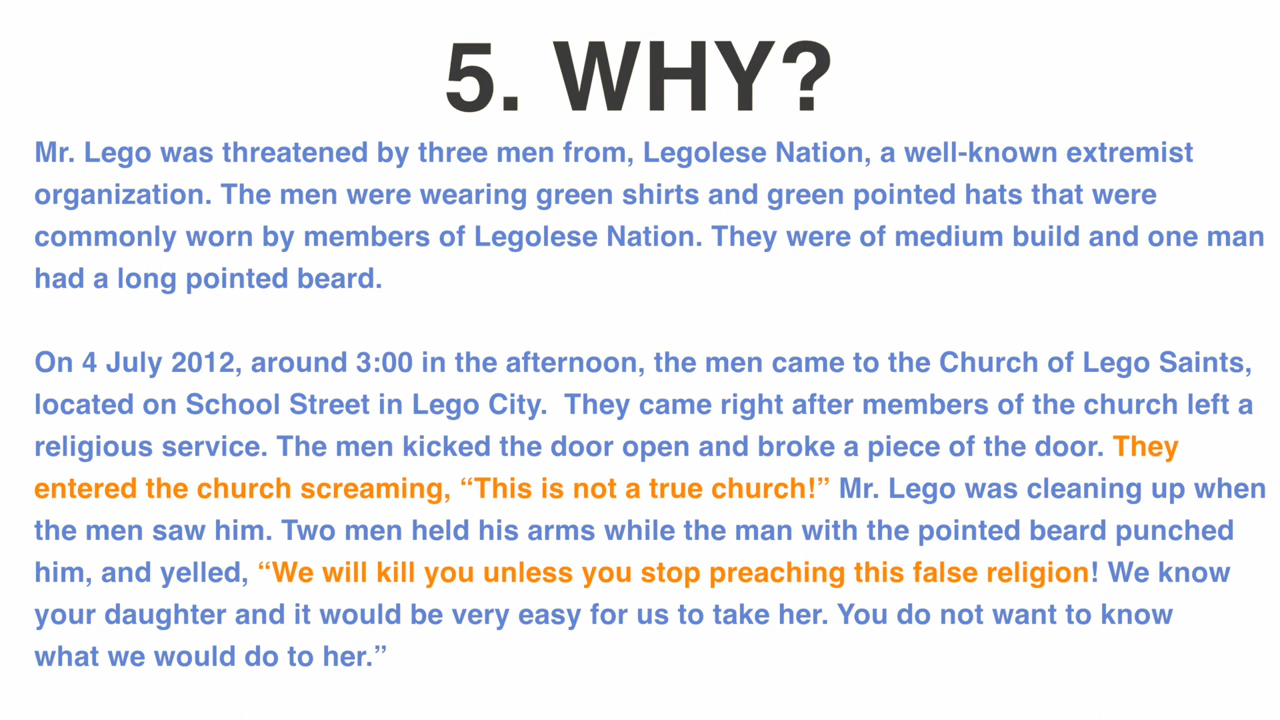 5. WHY?
Mr. Lego was threatened by three men from, Legolese Nation, a well-known extremist
organization. The men were wearing green shirts and green pointed hats that were
commonly worn by members of Legolese Nation. They were of medium build and one man
had a long pointed beard.
On 4 July 2012, around 3:00 in the afternoon, the men came to the Church of Lego Saints,
located on School Street in Lego City.  They came right after members of the church left a
religious service. The men kicked the door open and broke a piece of the door. They
entered the church screaming, “This is not a true church!” Mr. Lego was cleaning up when
the men saw him. Two men held his arms while the man with the pointed beard punched
him, and yelled, “We will kill you unless you stop preaching this false religion! We know
your daughter and it would be very easy for us to take her. You do not want to know
what we would do to her.”